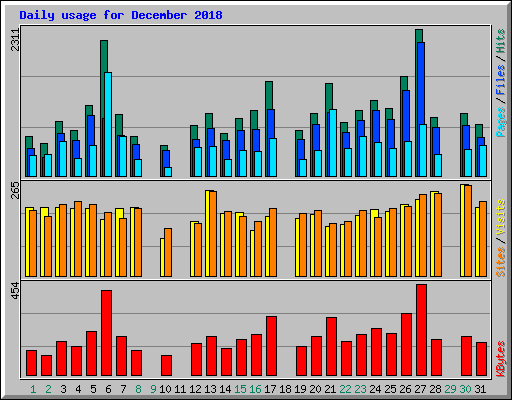 Daily usage for December 2018
2311
Pages / Files / Hits
265
Sites / Visits
454
KBytes
1 2 3 4 5 6 7 8 9 10 11 12 13 14 15 16 17 18 19 20 21 22 23 24 25 26 27 28 29 30 31